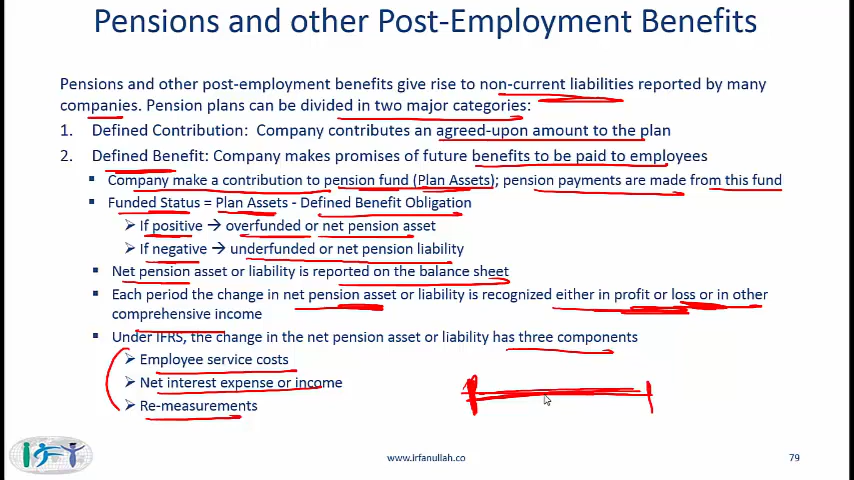 Pensions and other Post-Employment Benefits
Pensions and other post-employment benefits give rise to non-current liabilities reported by many
companies. Pension plans can be divided in two major categories:
1. Defined Contribution: Company contributes an agreed-upon amount to the plan
2. Defined Benefit: Company makes promises of future benefits to be paid to employees
▪ Company make a contribution to pension fund (Plan Assets); pension payments are made from this fund
▪ Funded Status = Plan Assets - Defined Benefit Obligation
➢ If positive → overfunded or net pension asset
➢ If negative → underfunded or net pension liability
▪ Net pension asset or liability is reported on the balance sheet
▪ Each period the change in net pension asset or liability is recognized either in profit or loss or in other
comprehensive income
▪ Under IFRS, the change in the net pension asset or liability has three components
➢ Employee service costs
➢ Net interest expense or income
➢ Re-measurements
www.irfanullah.co
79